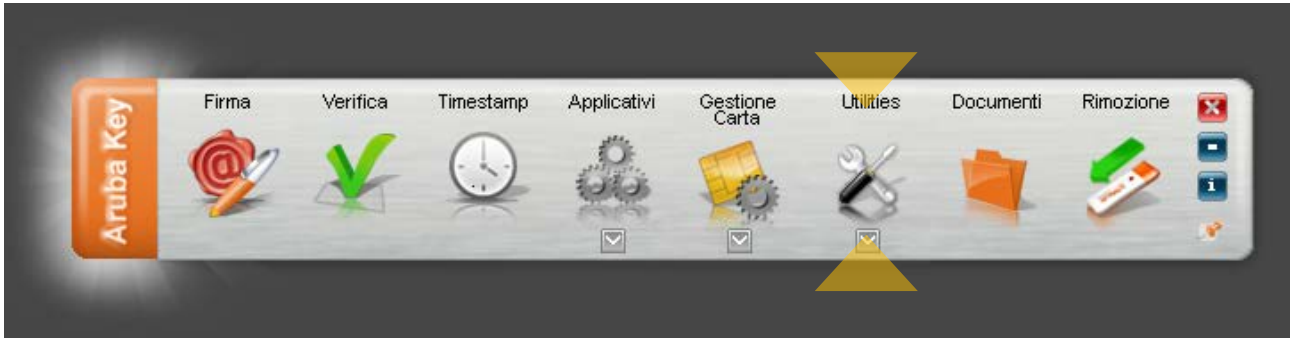 Aruba Key
Firma
Verifica
Timestamp
Applicativi
Gestione
Carta
Utilities
Documenti
Rimozione